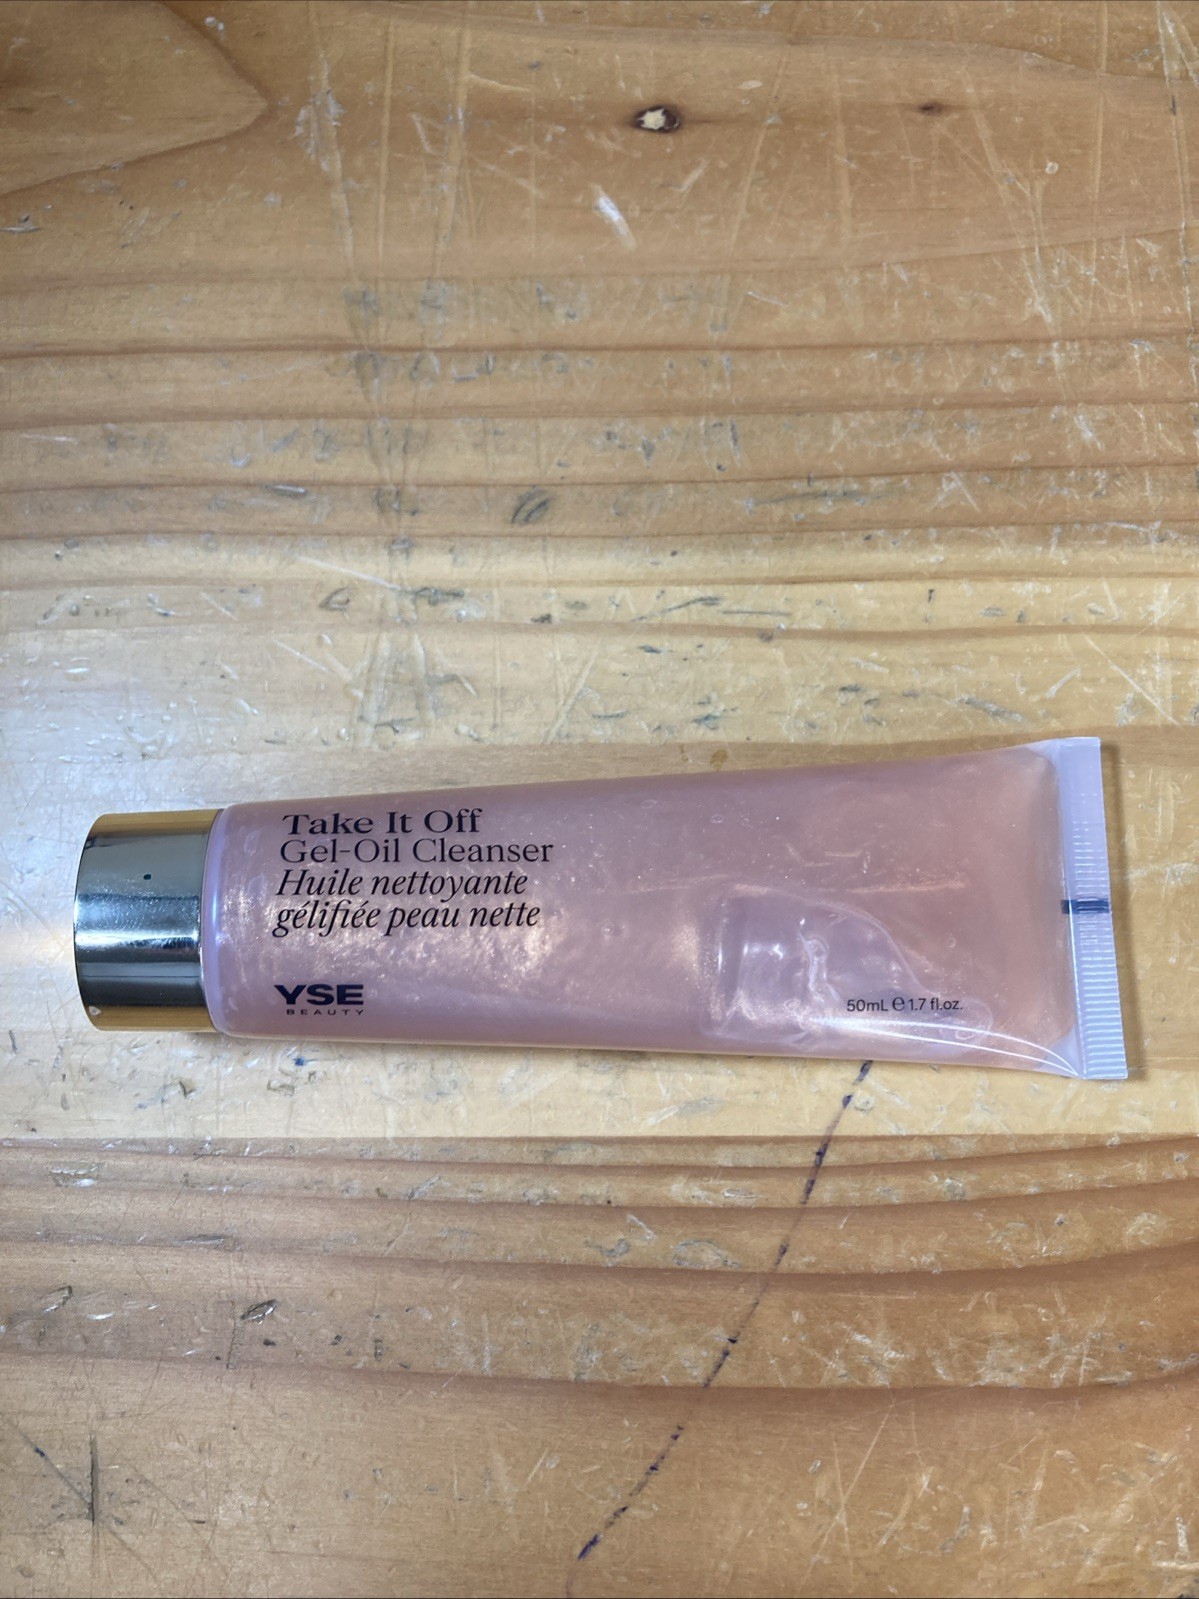 Take It Off
Gel-Oil Cleanser
Huile nettoyante
gélifiée peau nette
YSE
BEAUTY
50mL ℮ 1.7 fl.oz.